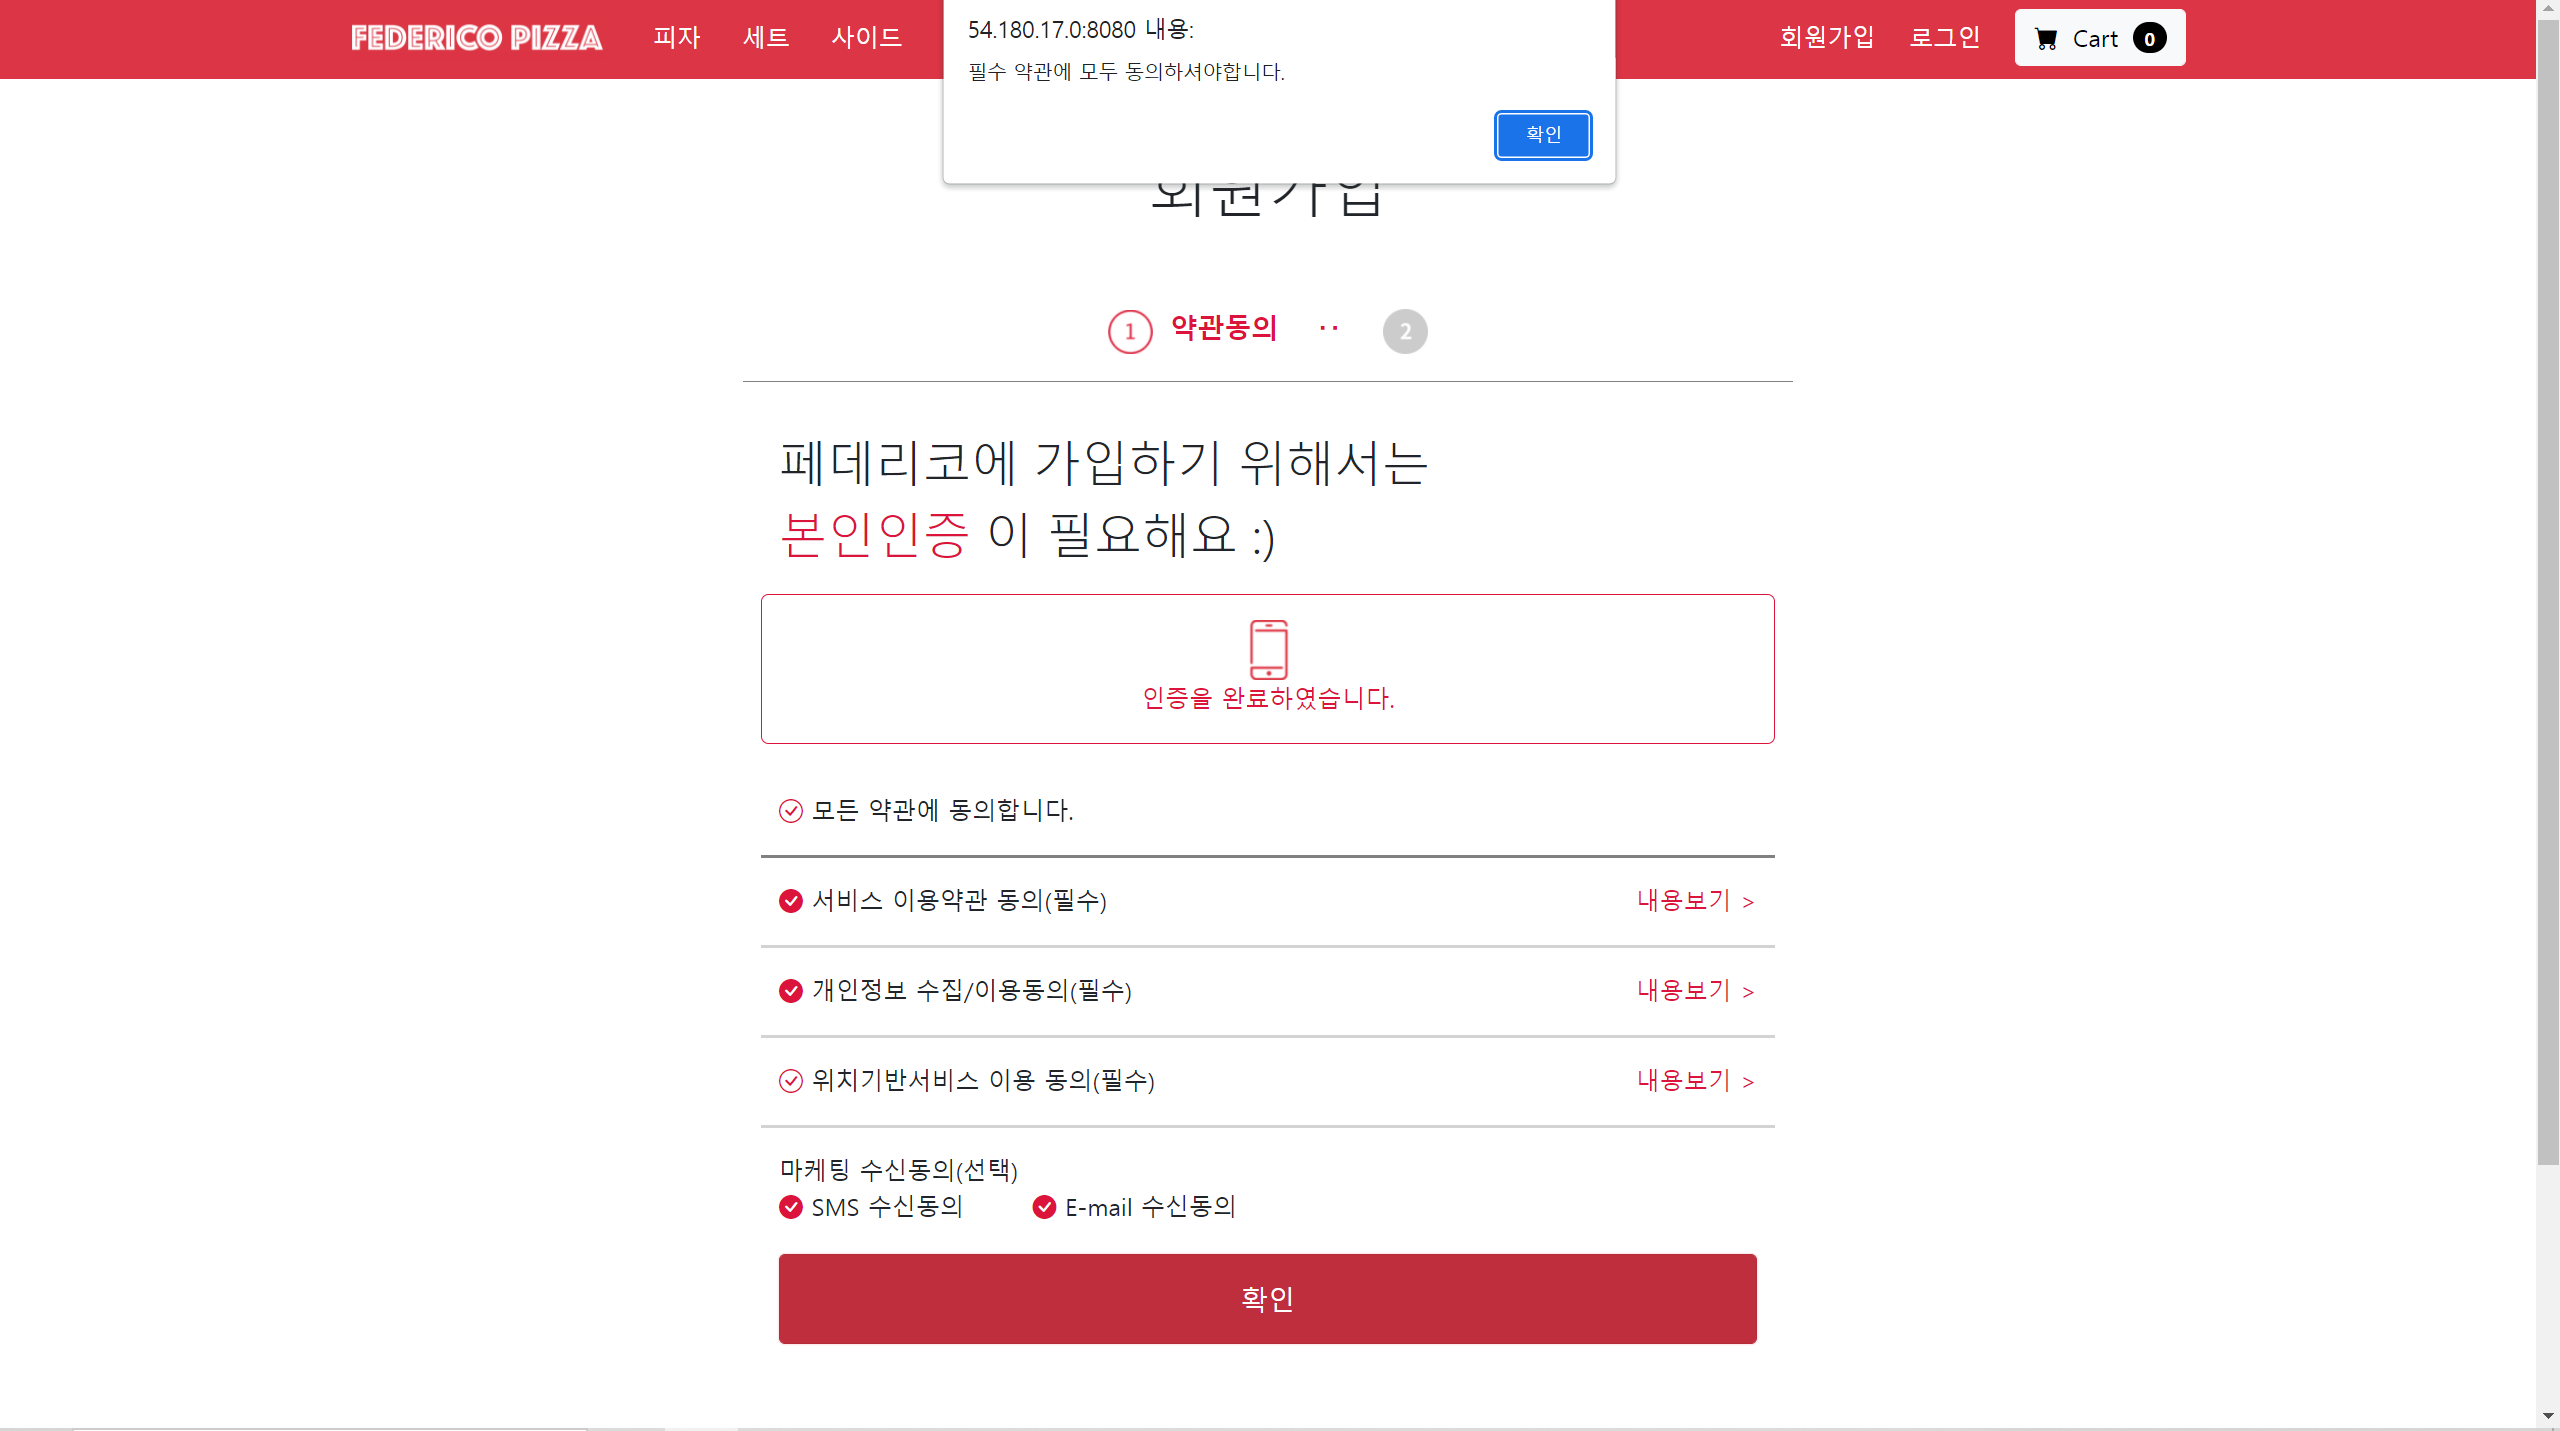 FEDERICO PIZZA 피자 세트 사이드 회원가입 로그인 Cart 0
54.180.17.0:8080 내용:
필수 약관에 모두 동의하셔야합니다.
확인
회원가입
1 약관동의 ·· 2
페데리코에 가입하기 위해서는
본인인증 이 필요해요 :)
인증을 완료하였습니다.
모든 약관에 동의합니다.
서비스 이용약관 동의(필수) 내용보기 >
개인정보 수집/이용동의(필수) 내용보기 >
위치기반서비스 이용 동의(필수) 내용보기 >
마케팅 수신동의(선택)
SMS 수신동의 E-mail 수신동의
확인